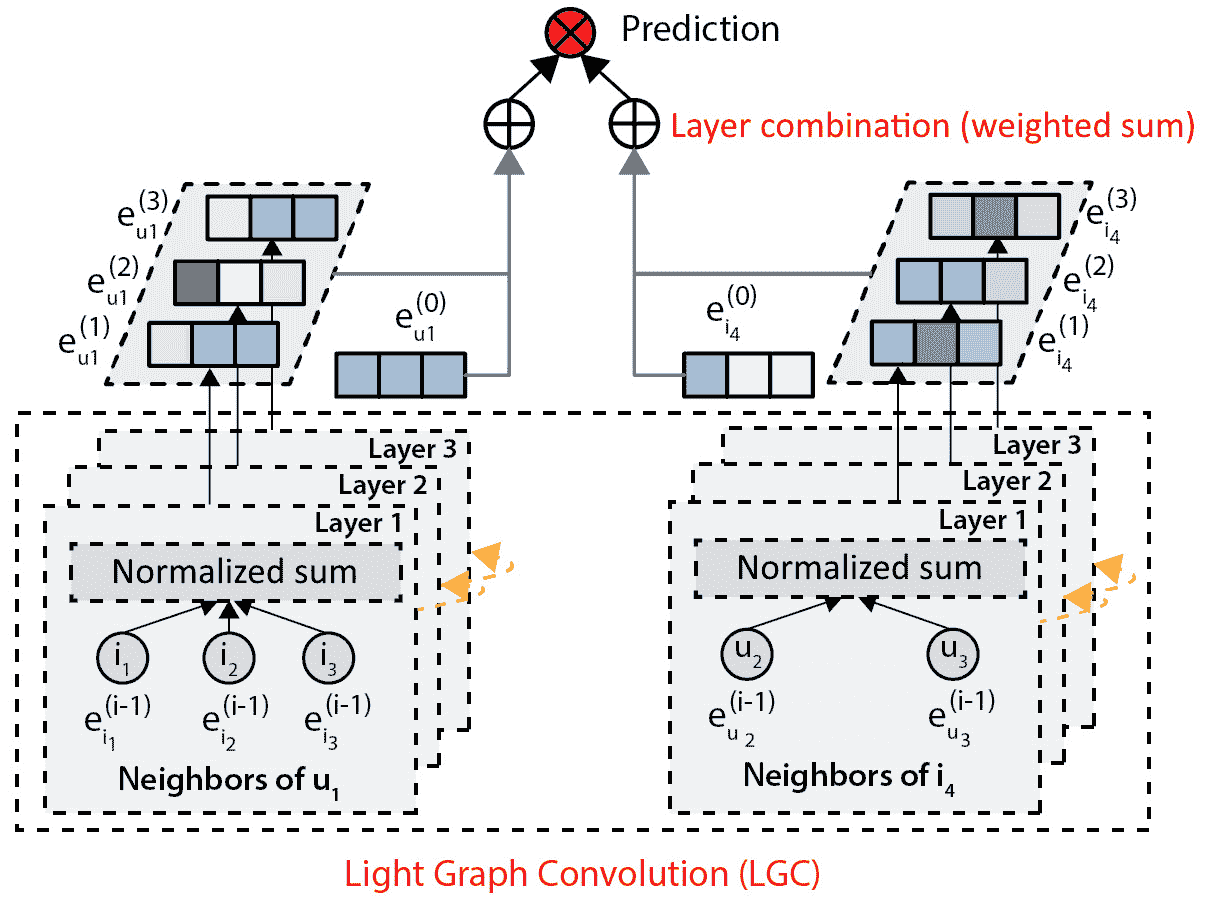 Prediction
Layer combination (weighted sum)
e_{u1}^{(3)}
e_{u1}^{(2)}
e_{u1}^{(1)}
e_{u1}^{(0)}
e_{i_4}^{(0)}
e_{i_4}^{(3)}
e_{i_4}^{(2)}
e_{i_4}^{(1)}
Layer 3
Layer 2
Layer 1
Normalized sum
i_1 i_2 i_3
e_{i_1}^{(i-1)} e_{i_2}^{(i-1)} e_{i_3}^{(i-1)}
Neighbors of u_1
Layer 3
Layer 2
Layer 1
Normalized sum
u_2 u_3
e_{u_2}^{(i-1)} e_{u_3}^{(i-1)}
Neighbors of i_4
Light Graph Convolution (LGC)